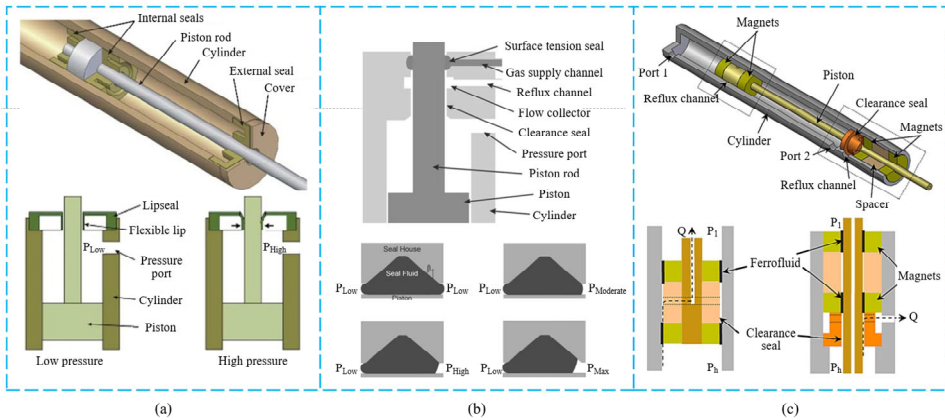 Internal seals
Piston rod
Cylinder
External seal
Cover
Lipseal
Flexible lip
PLow
PHigh
Pressure
port
Cylinder
Piston
Low pressure
High pressure
(a)
Surface tension seal
Gas supply channel
Reflux channel
Flow collector
Clearance seal
Pressure port
Piston rod
Piston
Cylinder
Seal House
Seal Fluid
Piston
PLow
PLow
PLow
PModerate
PLow
PHigh
PLow
PMax
(b)
Magnets
Port 1
Piston
Clearance seal
Reflux channel
Magnets
Cylinder
Port 2
Reflux channel
Spacer
Q
P1
P1
Ferrofluid
Magnets
Q
Clearance
seal
Ph
Ph
(c)